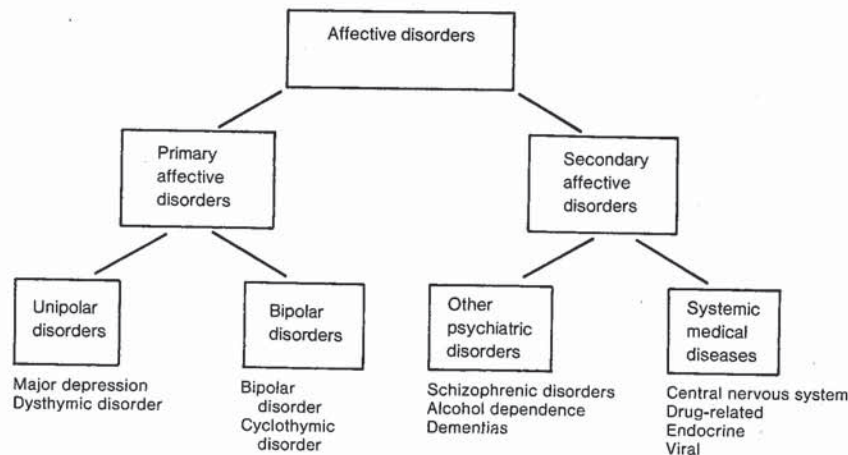 Affective disorders
Primary
affective
disorders
Secondary
affective
disorders
Unipolar
disorders
Bipolar
disorders
Other
psychiatric
disorders
Systemic
medical
diseases
Major depression
Dysthymic disorder
Bipolar
disorder
Cyclothymic
disorder
Schizophrenic disorders
Alcohol dependence
Dementias
Central nervous system
Drug-related
Endocrine
Viral